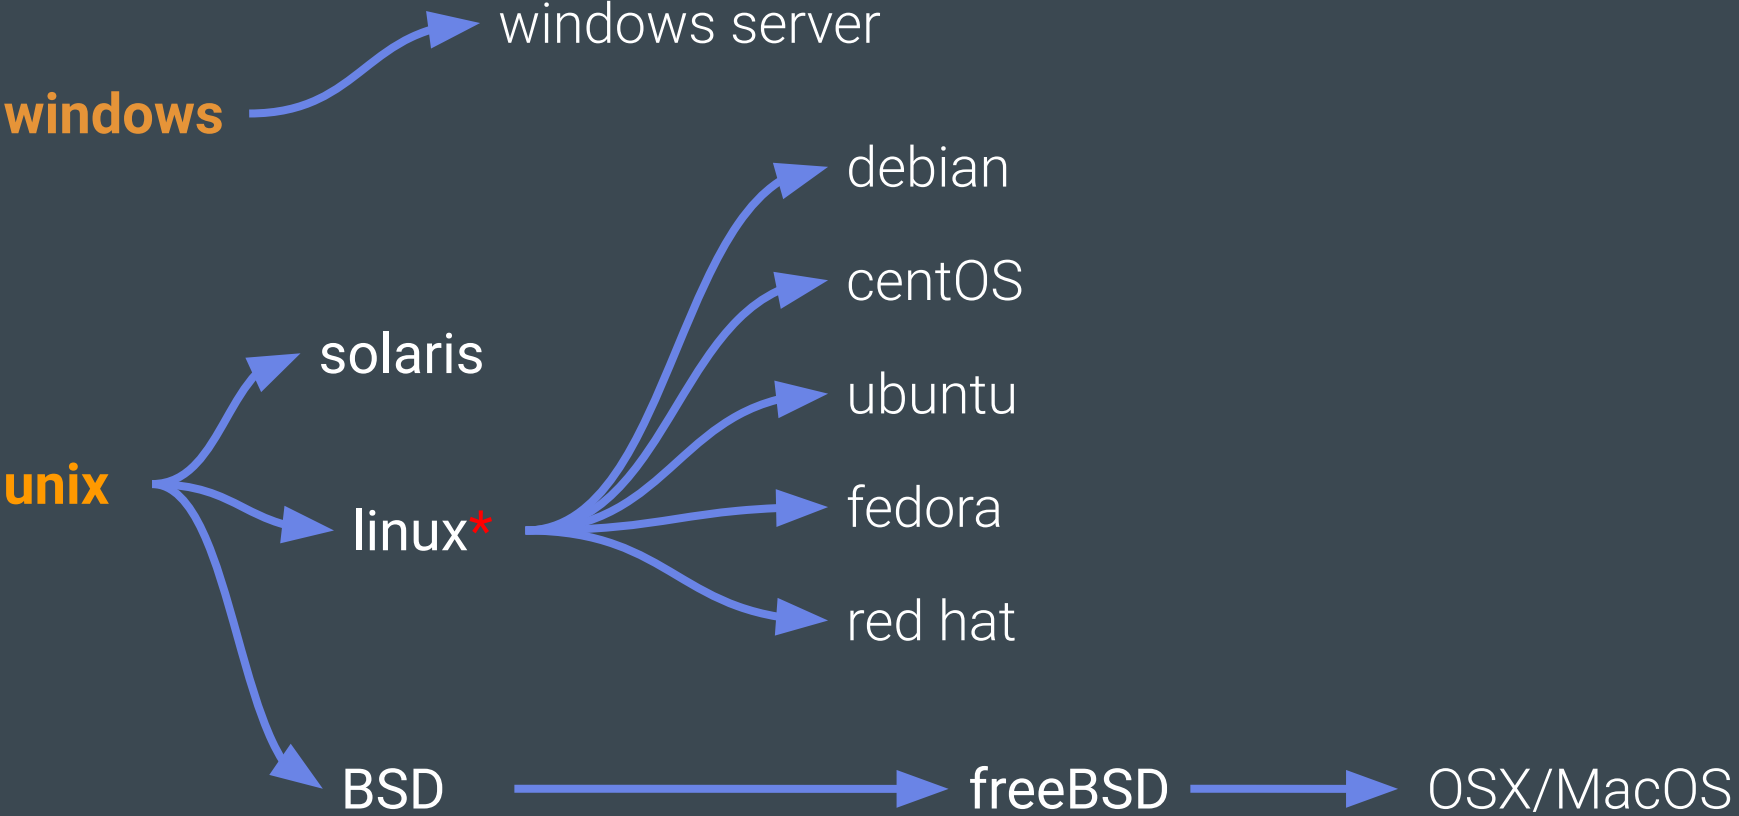 windows server
windows
debian
centOS
solaris
ubuntu
unix
fedora
linux*
red hat
BSD
freeBSD
OSX/MacOS